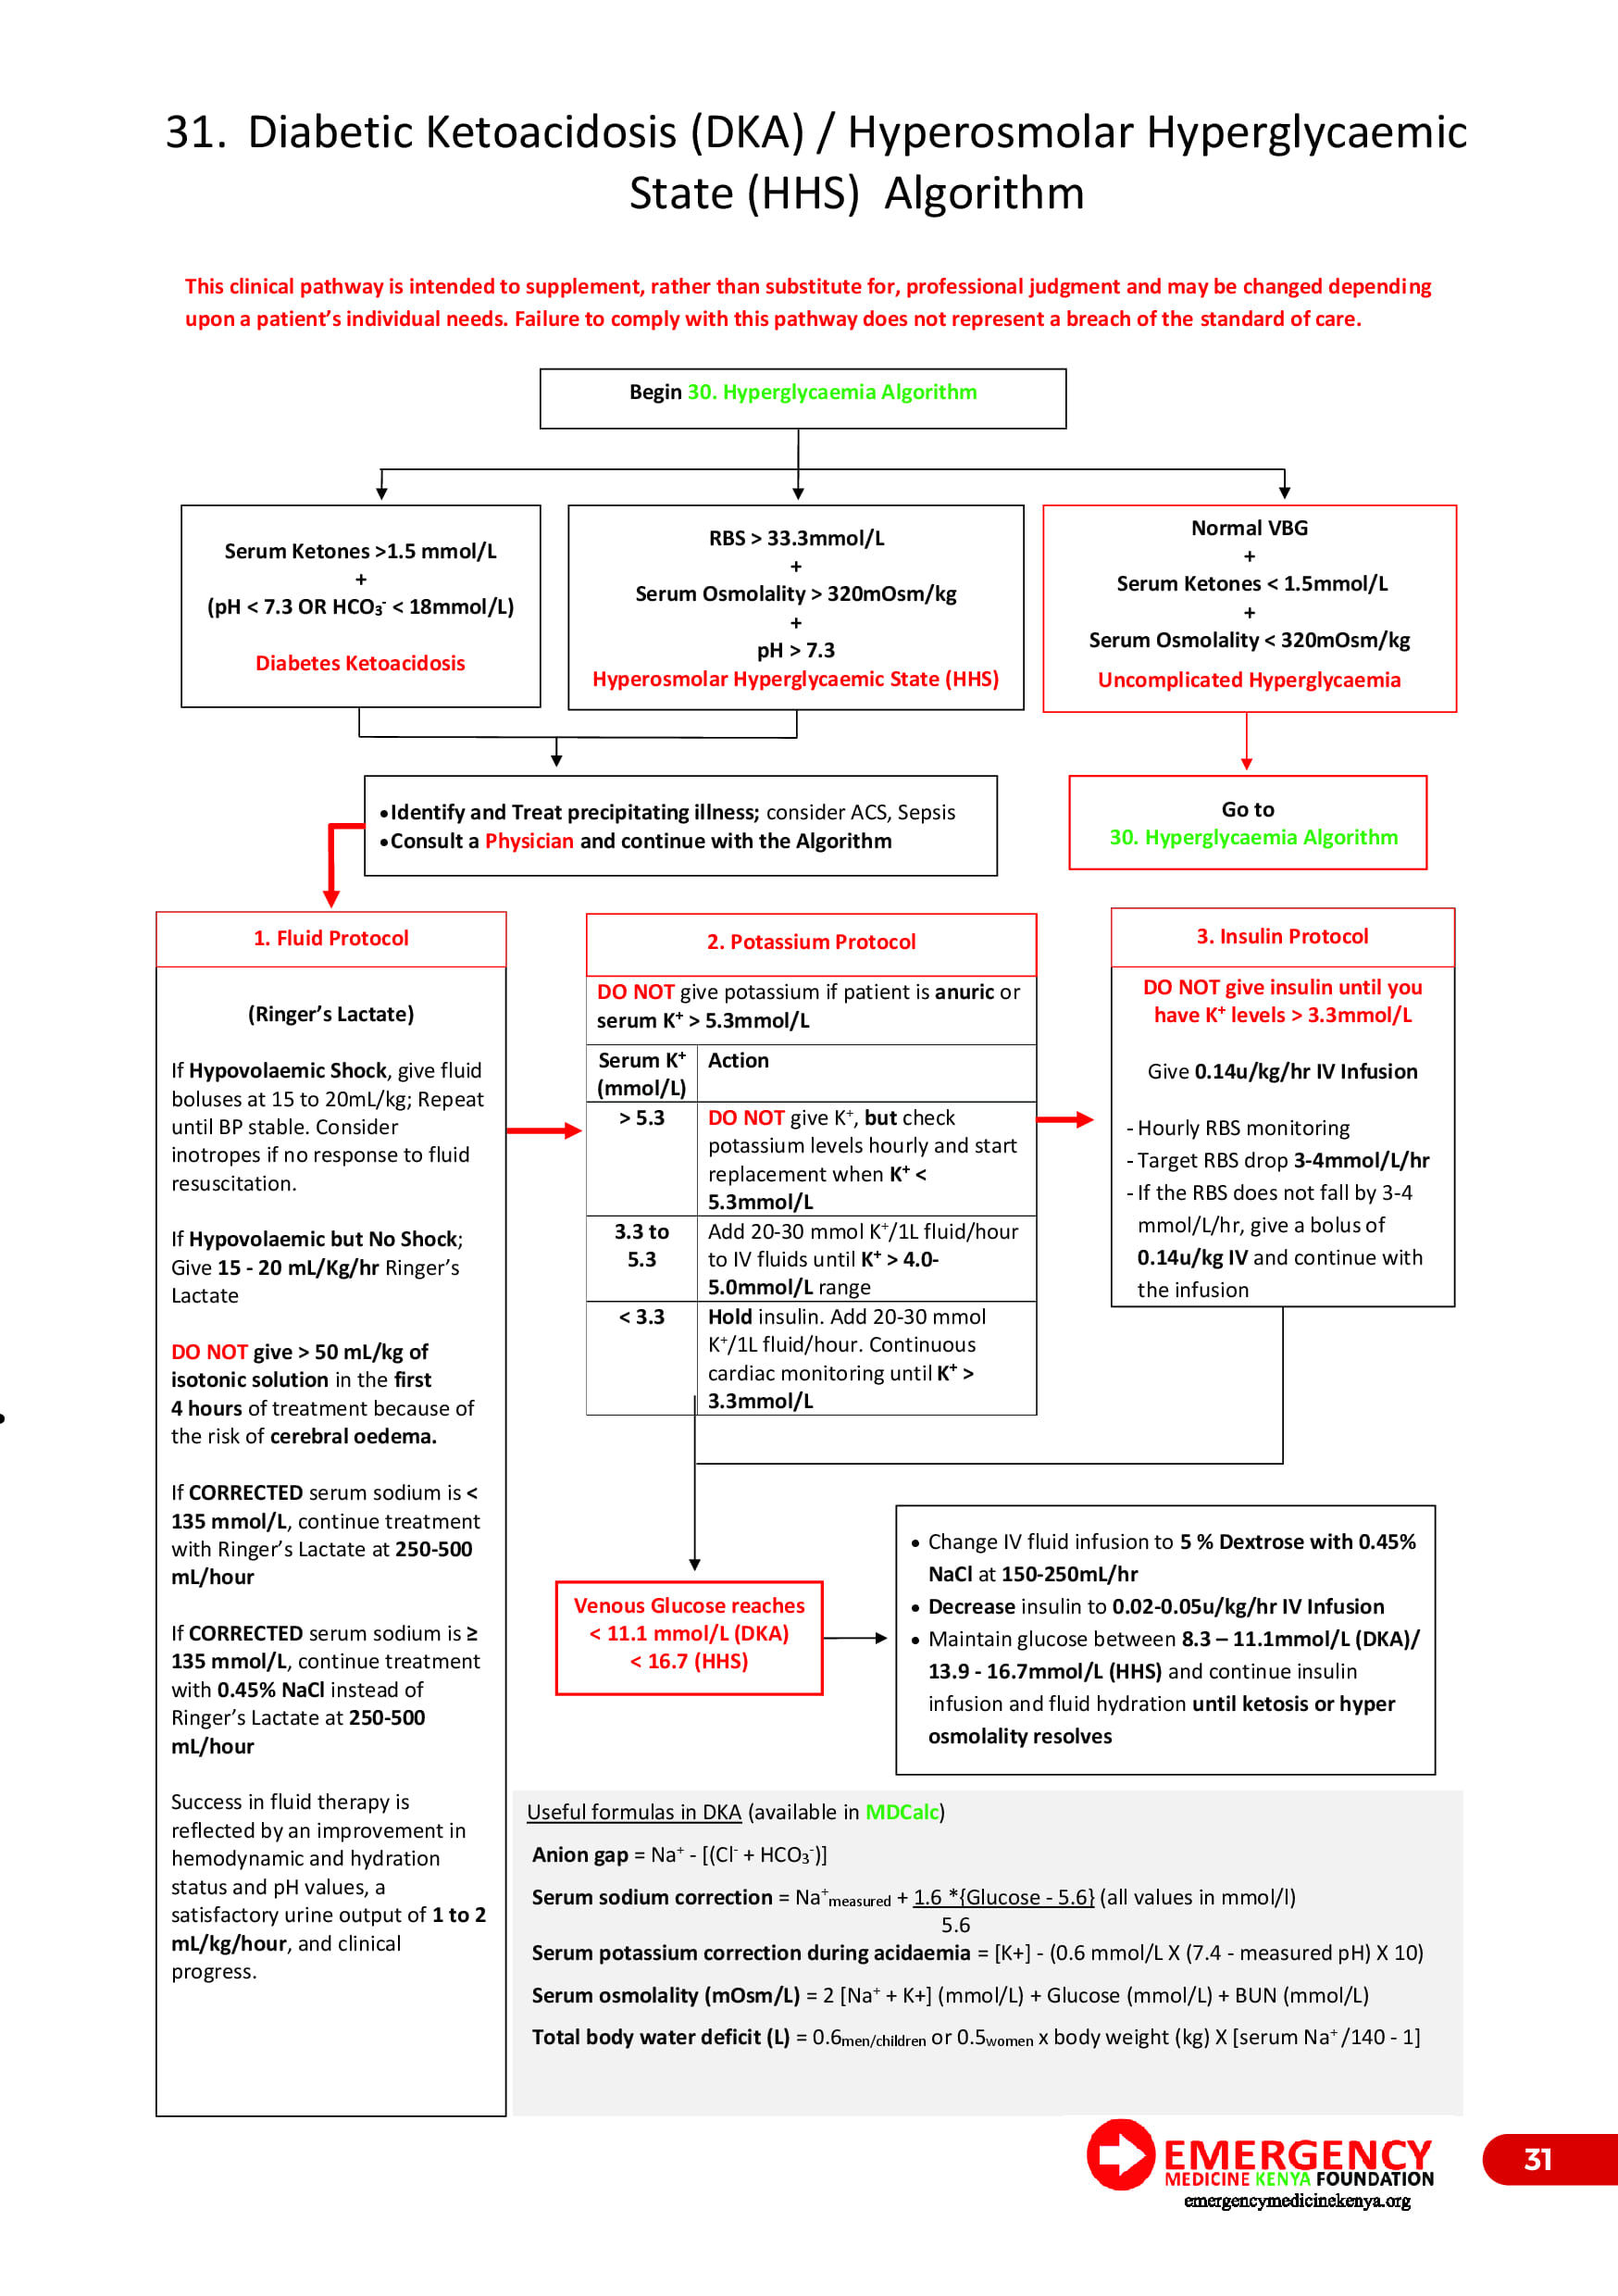 31. Diabetic Ketoacidosis (DKA) / Hyperosmolar Hyperglycaemic
State (HHS) Algorithm
This clinical pathway is intended to supplement, rather than substitute for, professional judgment and may be changed depending
upon a patient’s individual needs. Failure to comply with this pathway does not represent a breach of the standard of care.
Begin 30. Hyperglycaemia Algorithm
Serum Ketones >1.5 mmol/L
+
(pH < 7.3 OR HCO₃⁻ < 18mmol/L)
Diabetes Ketoacidosis
RBS > 33.3mmol/L
+
Serum Osmolality > 320mOsm/kg
+
pH > 7.3
Hyperosmolar Hyperglycaemic State (HHS)
Normal VBG
+
Serum Ketones < 1.5mmol/L
+
Serum Osmolality < 320mOsm/kg
Uncomplicated Hyperglycaemia
•Identify and Treat precipitating illness; consider ACS, Sepsis
•Consult a Physician and continue with the Algorithm
Go to
30. Hyperglycaemia Algorithm
1. Fluid Protocol
(Ringer’s Lactate)
If Hypovolaemic Shock, give fluid
boluses at 15 to 20mL/kg; Repeat
until BP stable. Consider
inotropes if no response to fluid
resuscitation.
If Hypovolaemic but No Shock;
Give 15 - 20 mL/Kg/hr Ringer’s
Lactate
DO NOT give > 50 mL/kg of
isotonic solution in the first
4 hours of treatment because of
the risk of cerebral oedema.
If CORRECTED serum sodium is <
135 mmol/L, continue treatment
with Ringer’s Lactate at 250-500
mL/hour
If CORRECTED serum sodium is ≥
135 mmol/L, continue treatment
with 0.45% NaCl instead of
Ringer’s Lactate at 250-500
mL/hour
Success in fluid therapy is
reflected by an improvement in
hemodynamic and hydration
status and pH values, a
satisfactory urine output of 1 to 2
mL/kg/hour, and clinical
progress.
2. Potassium Protocol
DO NOT give potassium if patient is anuric or
serum K⁺ > 5.3mmol/L
Serum K⁺
(mmol/L)
Action
> 5.3
DO NOT give K⁺, but check
potassium levels hourly and start
replacement when K⁺ <
5.3mmol/L
3.3 to
5.3
Add 20-30 mmol K⁺/1L fluid/hour
to IV fluids until K⁺ > 4.0-
5.0mmol/L range
< 3.3
Hold insulin. Add 20-30 mmol
K⁺/1L fluid/hour. Continuous
cardiac monitoring until K⁺ >
3.3mmol/L
3. Insulin Protocol
DO NOT give insulin until you
have K⁺ levels > 3.3mmol/L
Give 0.14u/kg/hr IV Infusion
- Hourly RBS monitoring
- Target RBS drop 3-4mmol/L/hr
- If the RBS does not fall by 3-4
mmol/L/hr, give a bolus of
0.14u/kg IV and continue with
the infusion
Venous Glucose reaches
< 11.1 mmol/L (DKA)
< 16.7 (HHS)
• Change IV fluid infusion to 5 % Dextrose with 0.45%
NaCl at 150-250mL/hr
• Decrease insulin to 0.02-0.05u/kg/hr IV Infusion
• Maintain glucose between 8.3 – 11.1mmol/L (DKA)/
13.9 - 16.7mmol/L (HHS) and continue insulin
infusion and fluid hydration until ketosis or hyper
osmolality resolves
Useful formulas in DKA (available in MDCalc)
Anion gap = Na⁺ - [(Cl⁻ + HCO₃⁻)]
Serum sodium correction = Na⁺measured + 1.6 *{Glucose - 5.6} (all values in mmol/l)
5.6
Serum potassium correction during acidaemia = [K+] - (0.6 mmol/L X (7.4 - measured pH) X 10)
Serum osmolality (mOsm/L) = 2 [Na⁺ + K+] (mmol/L) + Glucose (mmol/L) + BUN (mmol/L)
Total body water deficit (L) = 0.6men/children or 0.5women x body weight (kg) X [serum Na⁺ /140 - 1]
EMERGENCY
MEDICINE KENYA FOUNDATION
emergencymedicinekenya.org
31